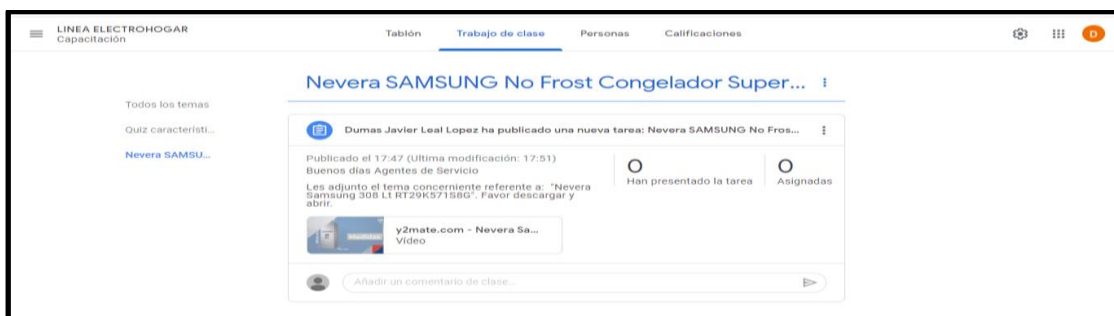 LINEA ELECTROHOGAR
Capacitación
Tablón
Trabajo de clase
Personas
Calificaciones
D
Nevera SAMSUNG No Frost Congelador Super...
Todos los temas
Quiz característi...
Nevera SAMSU...
Dumas Javier Leal Lopez ha publicado una nueva tarea: Nevera SAMSUNG No Fros...
Publicado el 17:47 (Ultima modificación: 17:51)
Buenos días Agentes de Servicio
Les adjunto el tema concerniente referente a: "Nevera
Samsung 308 Lt RT29K571S8G". Favor descargar y
abrir.
0
Han presentado la tarea
0
Asignadas
y2mate.com - Nevera Sa...
Vídeo
Añadir un comentario de clase...